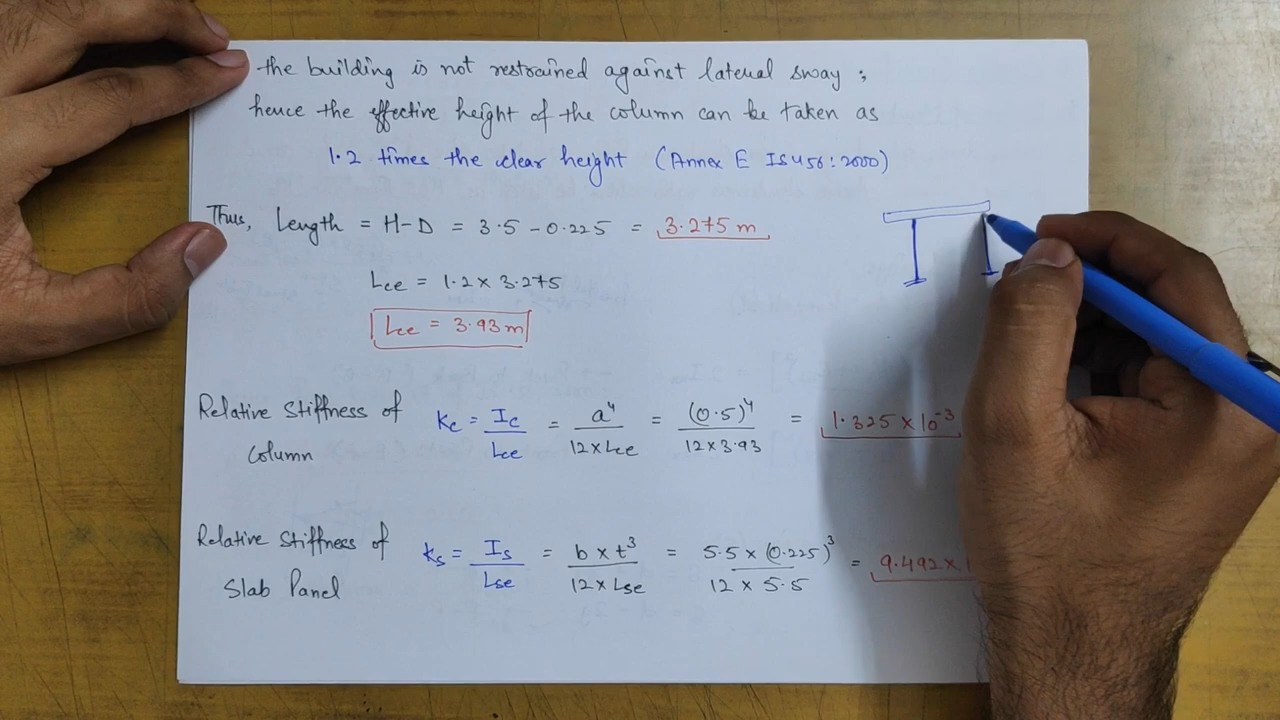 the building is not restrained against lateral sway ;
hence the effective height of the column can be taken as
1.2 times the clear height (Annex E IS456:2000)
Thus, Length = H-D = 3.5 - 0.225 = 3.275 m
Lce = 1.2 x 3.275
Lce = 3.93 m
Relative stiffness of column Kc = Ic/Lce = a⁴/12 x Lce = (0.5)⁴/12 x 3.93 = 1.325 x 10⁻³
Relative stiffness of Slab Panel Ks = Is/Lse = b x t³/12 x Lse = 5.5 x (0.225)³/12 x 5.5 = 9.492 x 1